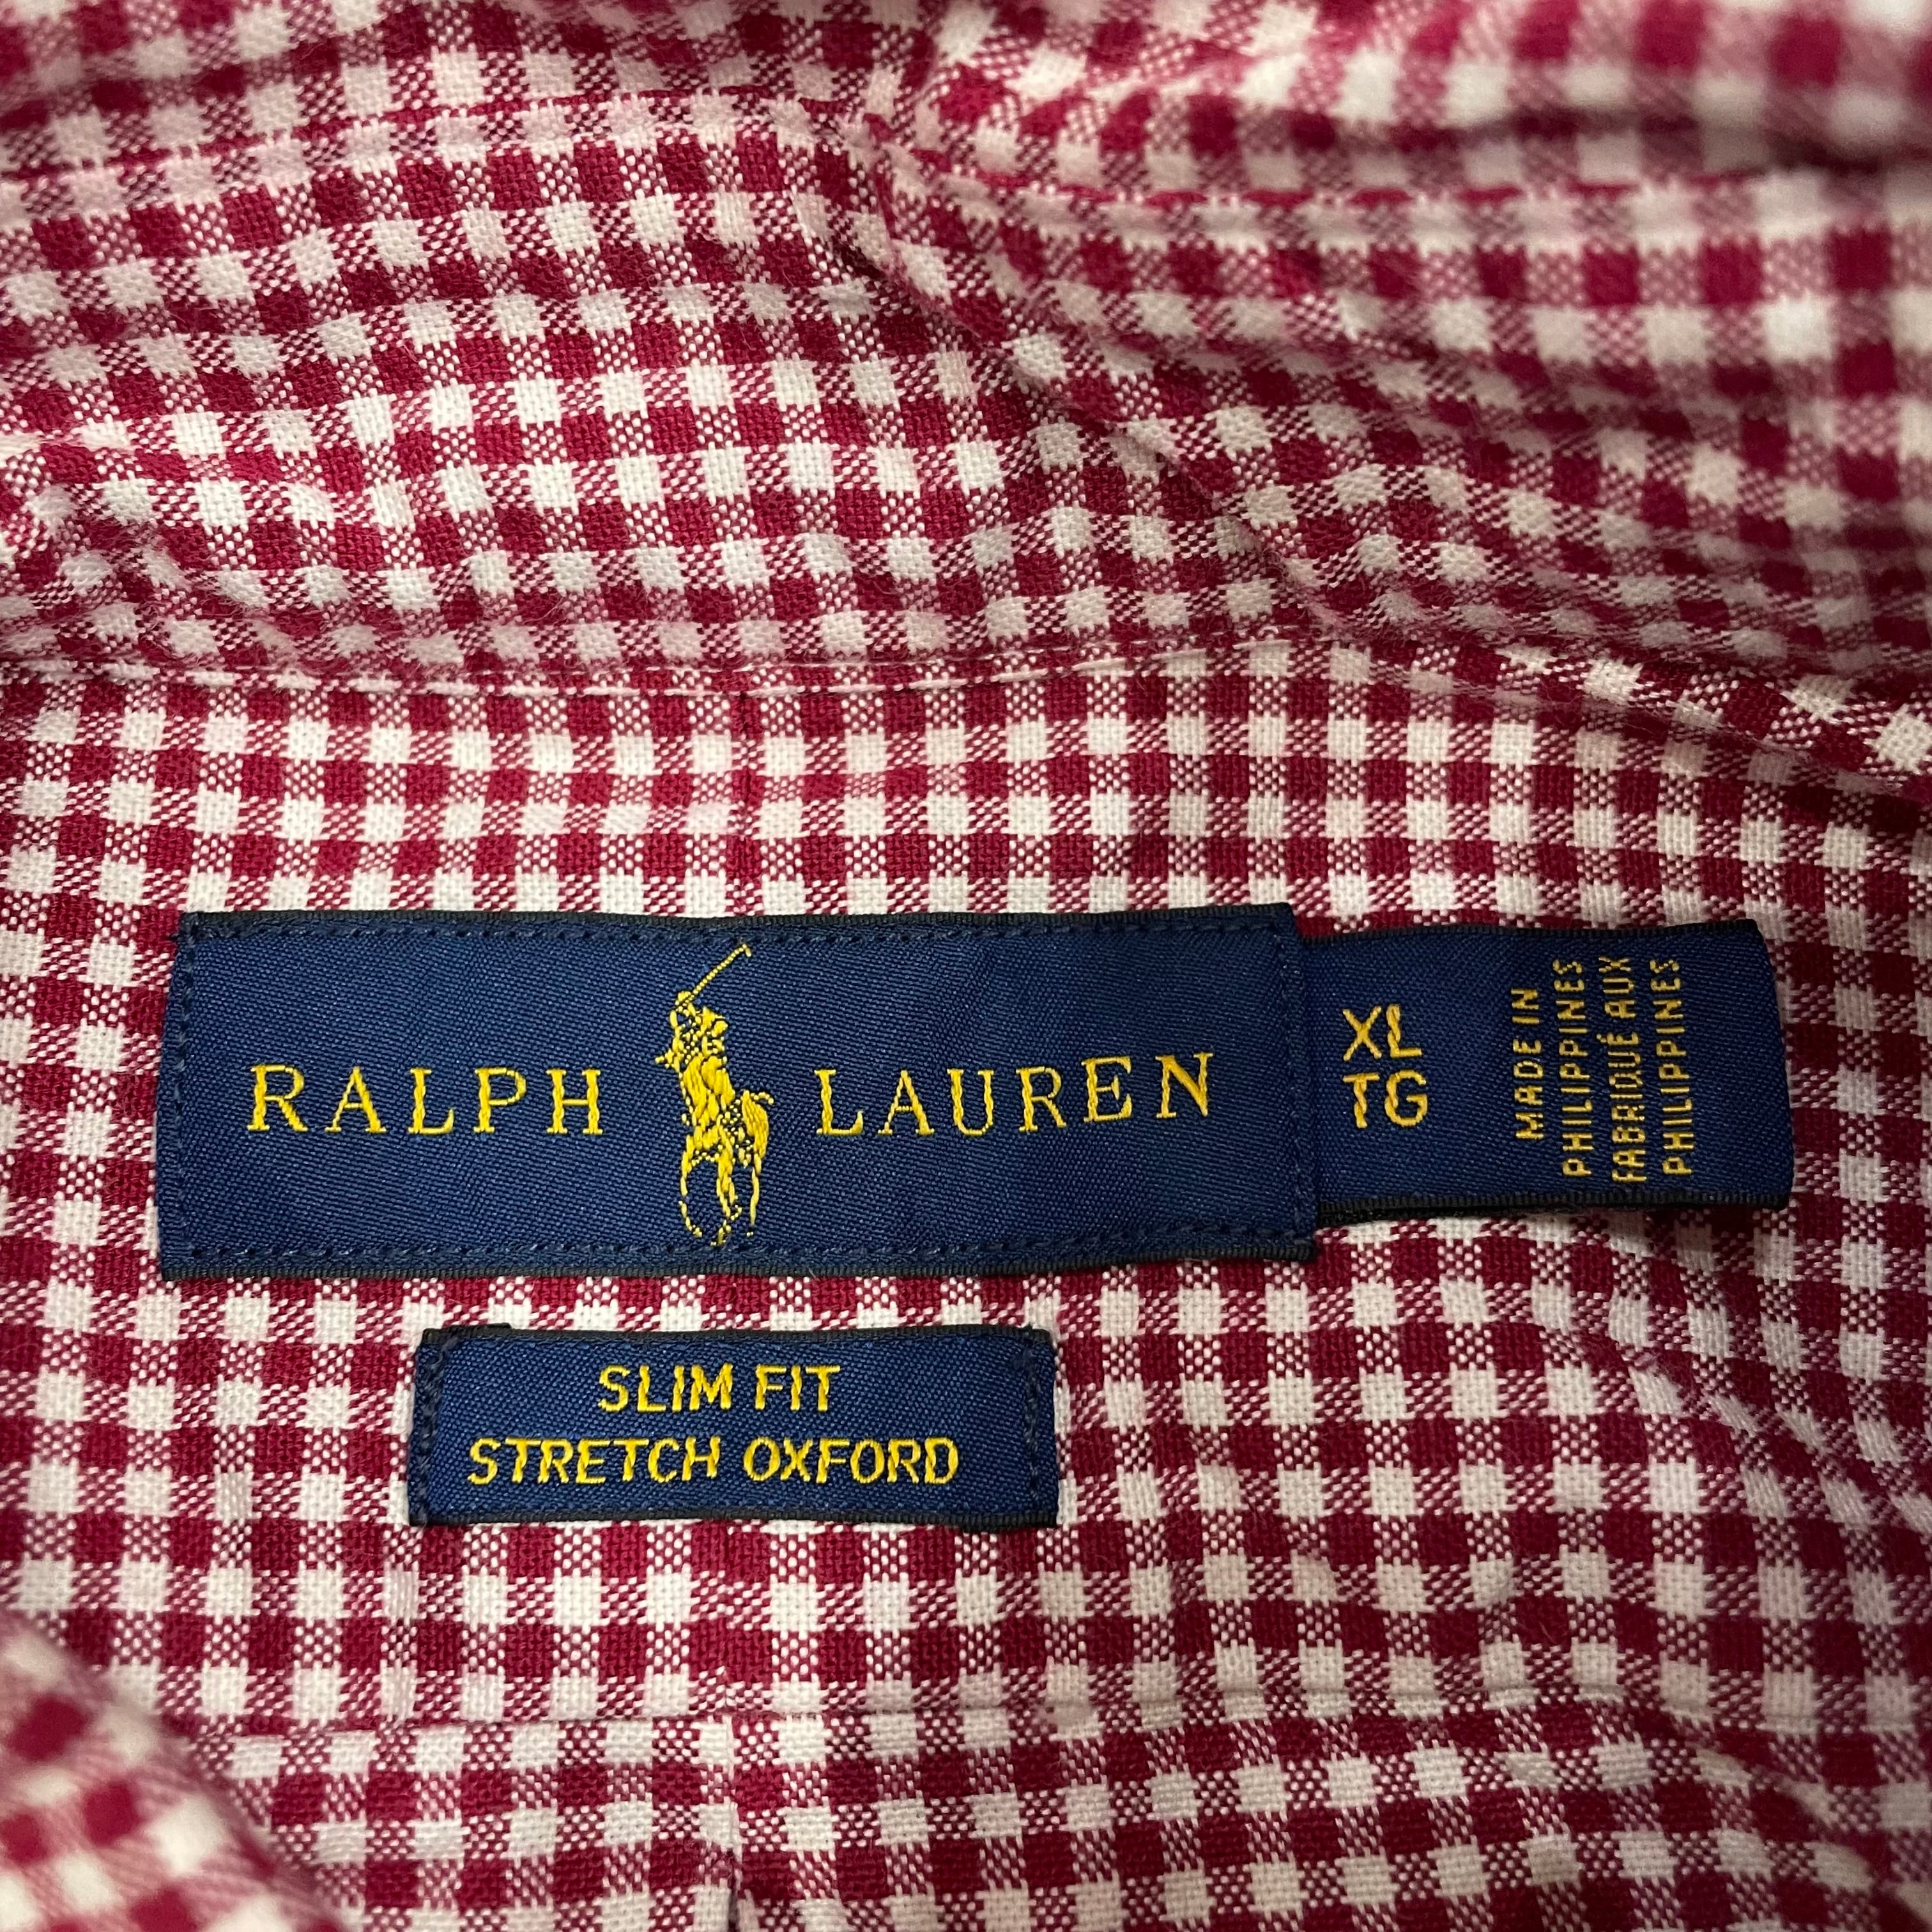 RALPH LAUREN
XL
TG
MADE IN
PHILIPPINES
FABRIQUÉ AUX
PHILIPPINES
SLIM FIT
STRETCH OXFORD